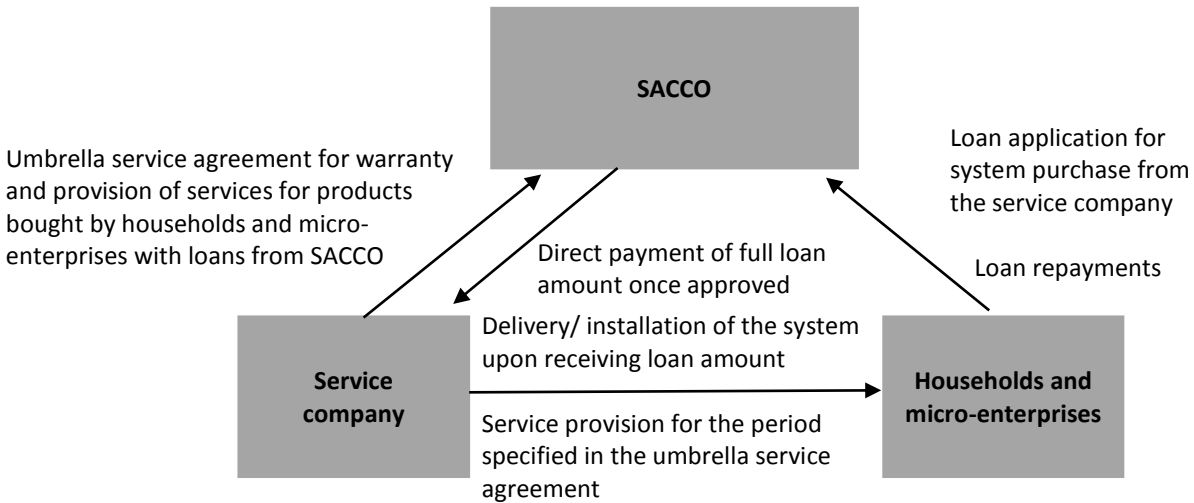 SACCO
Umbrella service agreement for warranty
and provision of services for products
bought by households and micro-
enterprises with loans from SACCO
Loan application for
system purchase from
the service company
Loan repayments
Direct payment of full loan
amount once approved
Delivery/ installation of the system
upon receiving loan amount
Service
company
Households and
micro-enterprises
Service provision for the period
specified in the umbrella service
agreement